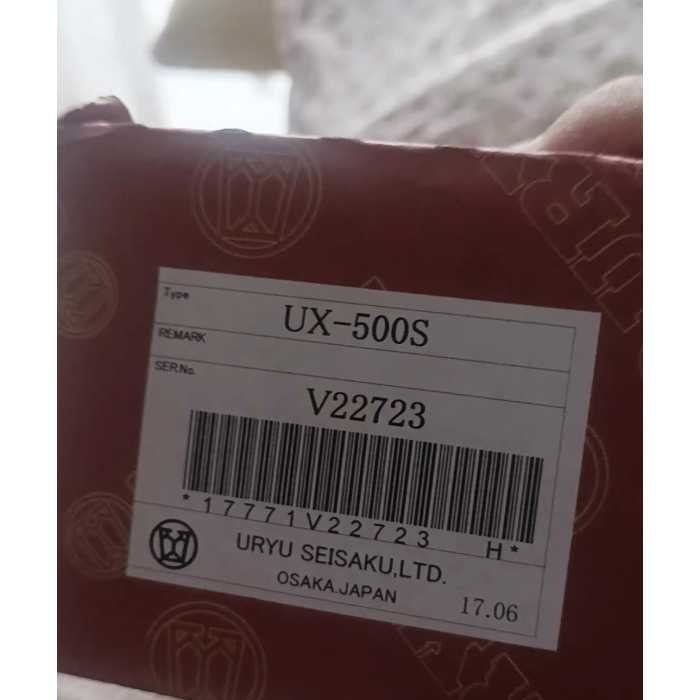 Type
UX-500S
REMARK
SER.No.
V22723
*17771V22723 H*
URYU SEISAKU,LTD.
OSAKA.JAPAN
17.06